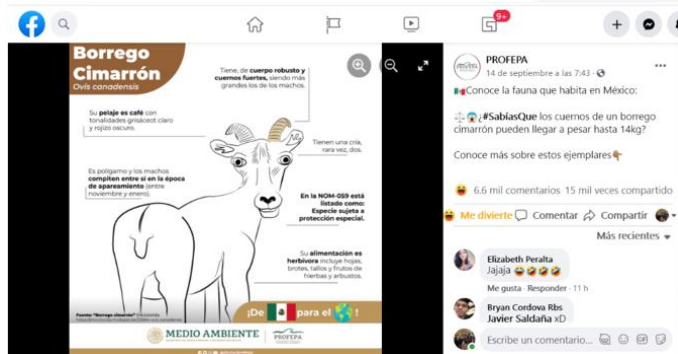 9+
Borrego
Cimarrón
Ovis canadensis
Tiene, de cuerpo robusto y
cuernos fuertes, siendo más
grandes los de los machos.
Su pelaje es café con
tonalidades grisáceot claro
y rojizo oscuro.
Tienen una cría,
rara vez, dos.
Es polígamo y los machos
compiten entre sí en la época
de apareamiento (entre
noviembre y enero).
En la NOM-059 está
listado como:
Especie sujeta a
protección especial.
Su alimentación es
herbívora incluye hojas,
brotes, tallos y frutos de
hierbas y arbustos.
Fuente: "Borrego cimarrón"
¡De para el !
MEDIO AMBIENTE
PROFEPA
PROFEPA
14 de septiembre a las 7:43
Conoce la fauna que habita en México:
¿#SabíasQue los cuernos de un borrego
cimarrón pueden llegar a pesar hasta 14kg?
Conoce más sobre estos ejemplares
6.6 mil comentarios 15 mil veces compartido
Me divierte Comentar Compartir
Más recientes
Elizabeth Peralta
Jajaja
Me gusta · Responder · 11 h
Bryan Cordova Rbs
Javier Saldaña xD
Escribe un comentario...
GIF